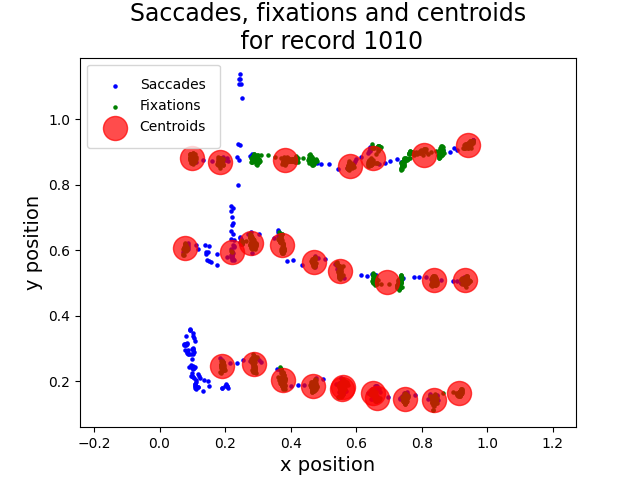 Saccades, fixations and centroids
for record 1010
Saccades
Fixations
Centroids
y position
1.0
0.8
0.6
0.4
0.2
−0.2
0.0
0.2
0.4
0.6
0.8
1.0
1.2
x position